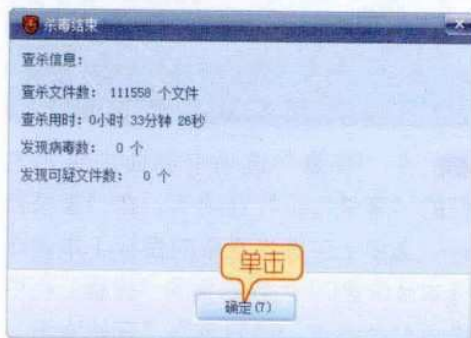 杀毒结束
查杀信息：
查杀文件数： 111558 个文件
查杀用时：0小时 33分钟 26秒
发现病毒数： 0 个
发现可疑文件数： 0 个
单击
确定(7)